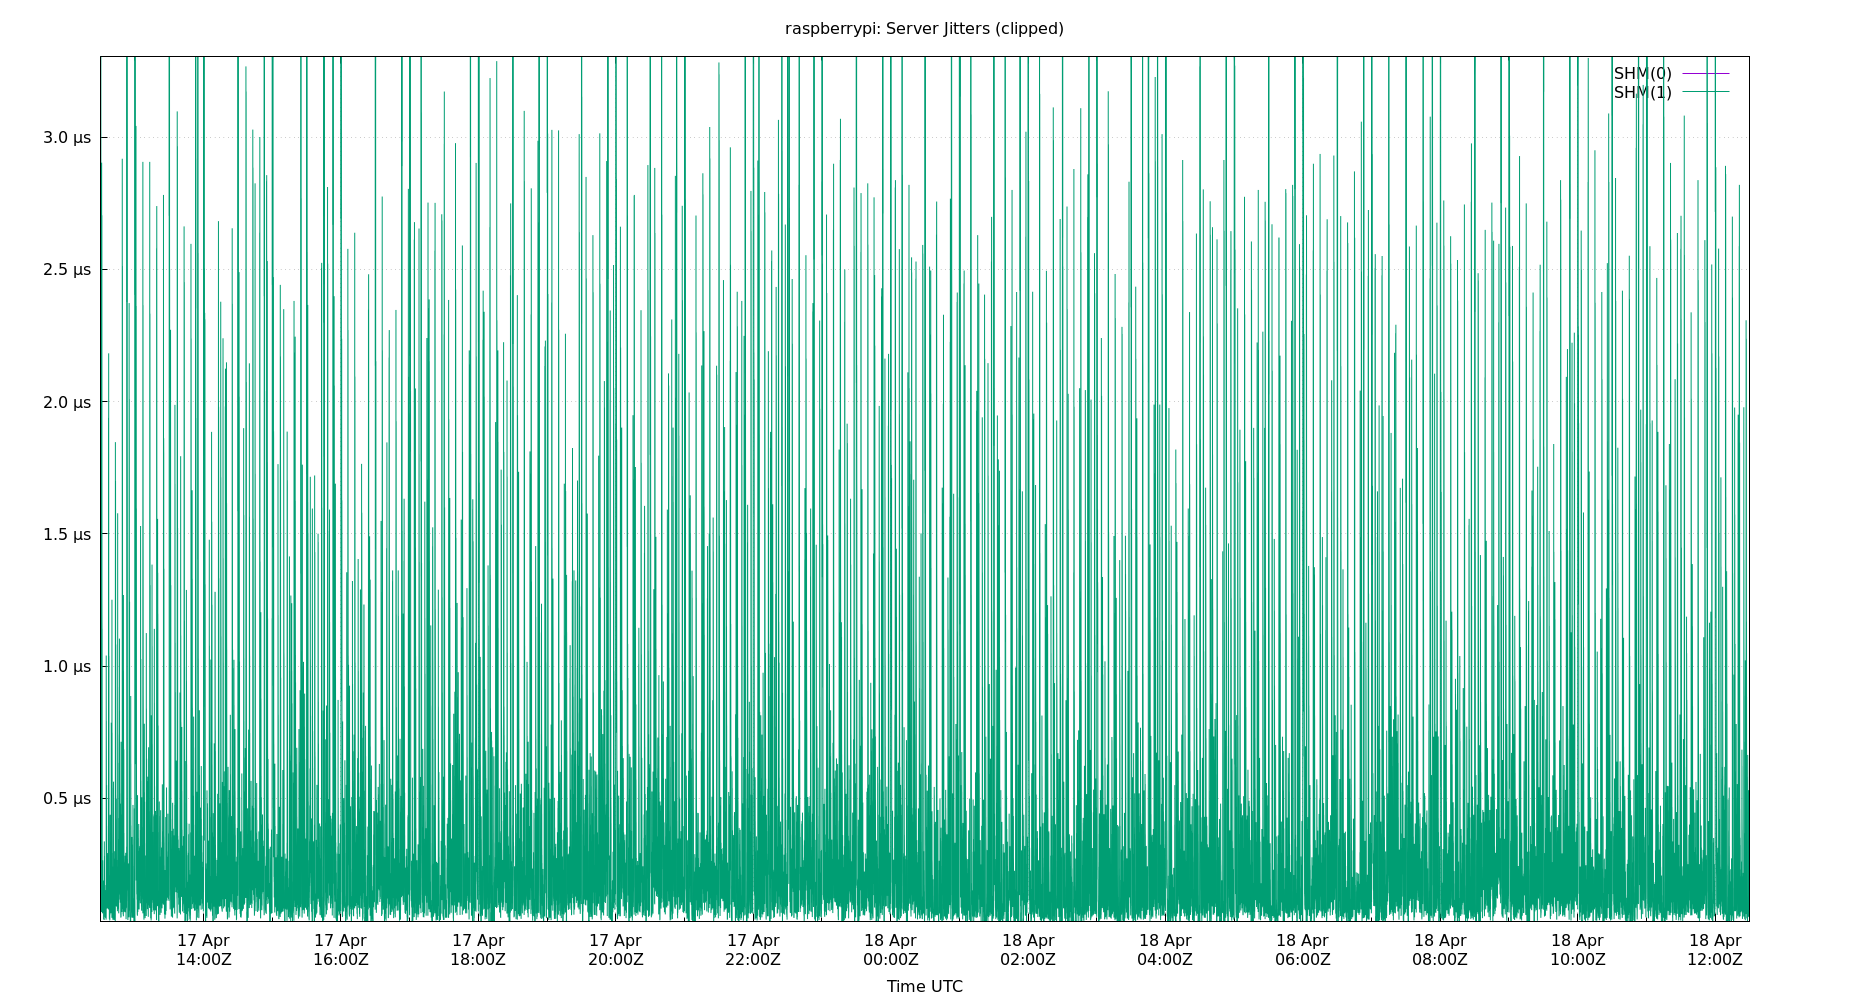 raspberrypi: Server Jitters (clipped)
SHM(0)
SHM(1)
3.0 μs
2.5 μs
2.0 μs
1.5 μs
1.0 μs
0.5 μs
17 Apr 17 Apr 17 Apr 17 Apr 17 Apr 18 Apr 18 Apr 18 Apr 18 Apr 18 Apr 18 Apr 18 Apr
14:00Z 16:00Z 18:00Z 20:00Z 22:00Z 00:00Z 02:00Z 04:00Z 06:00Z 08:00Z 10:00Z 12:00Z
Time UTC